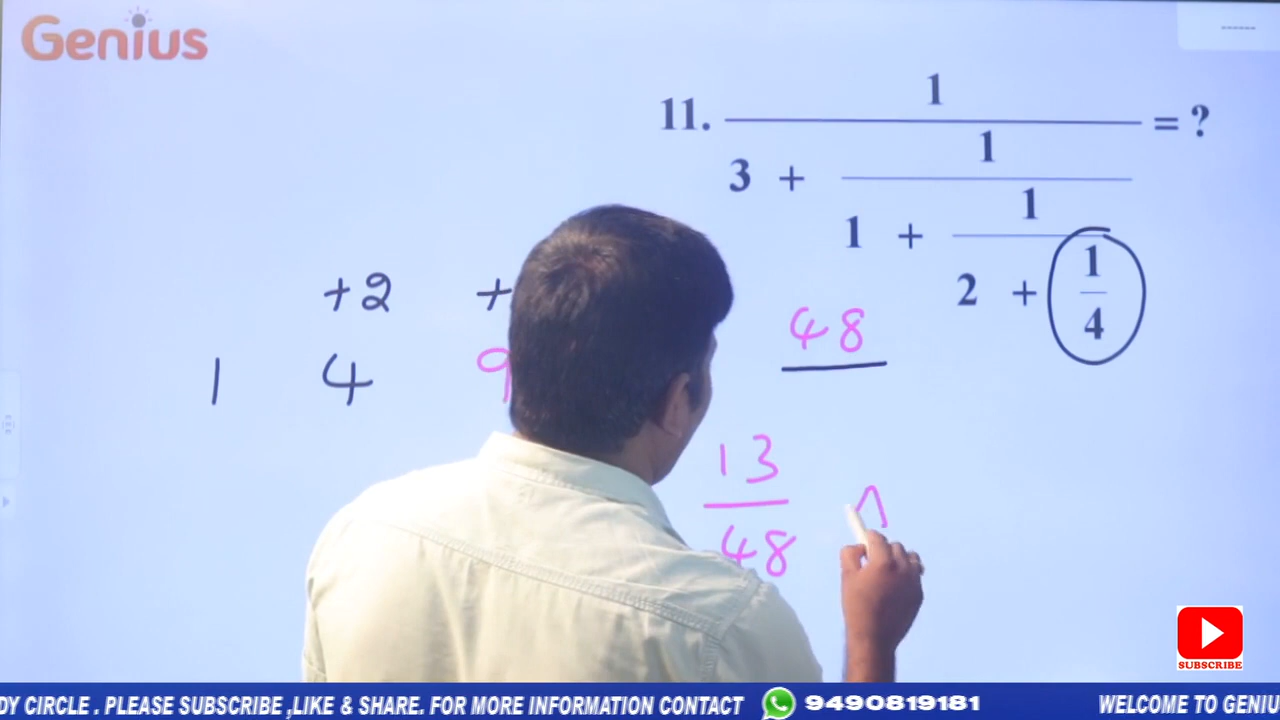 Genius
11. 1 / (3 + 1 / (1 + 1 / (2 + 1/4))) = ?
+2 +
1 4 9
48
13
48
SUBSCRIBE
DY CIRCLE . PLEASE SUBSCRIBE ,LIKE & SHARE. FOR MORE INFORMATION CONTACT 9490819181 WELCOME TO GENIU